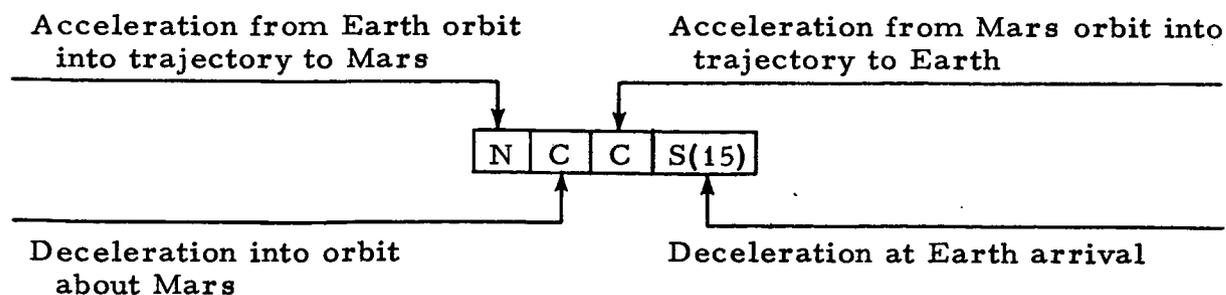 Acceleration from Earth orbit
into trajectory to Mars
Acceleration from Mars orbit into
trajectory to Earth
N C C S(15)
Deceleration into orbit
about Mars
Deceleration at Earth arrival